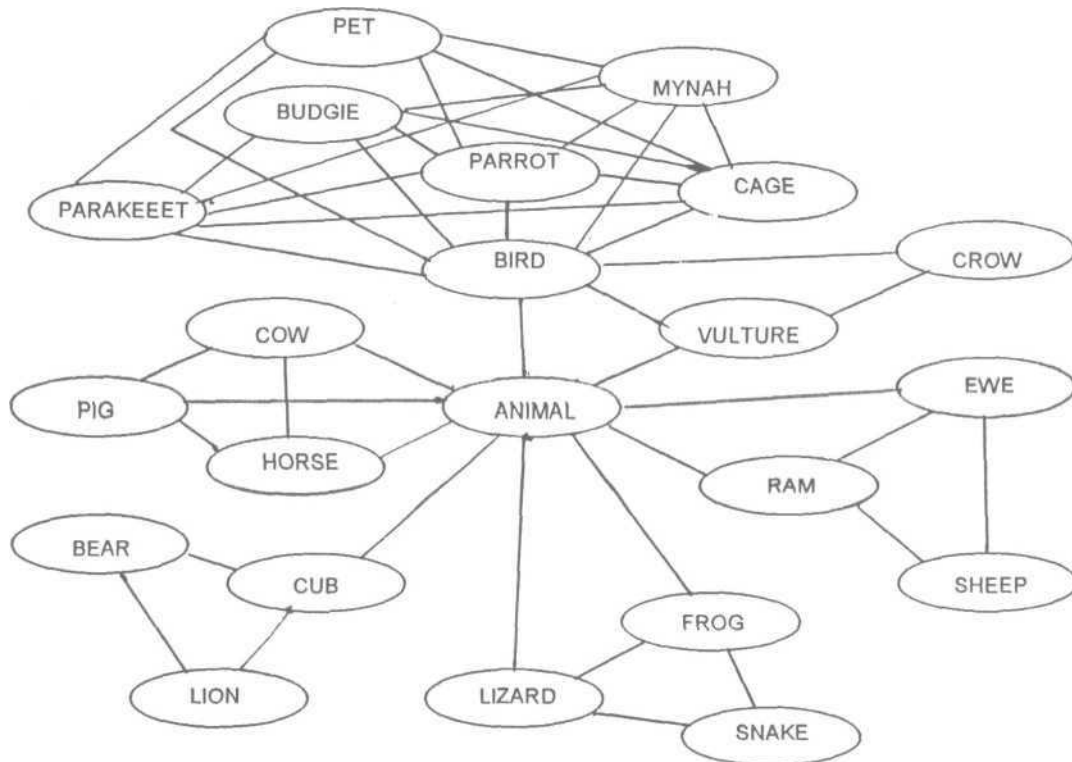 PET
MYNAH
BUDGIE
PARROT
CAGE
PARAKEEET
BIRD
CROW
COW
VULTURE
EWE
PIG
ANIMAL
HORSE
RAM
BEAR
CUB
SHEEP
FROG
LION
LIZARD
SNAKE